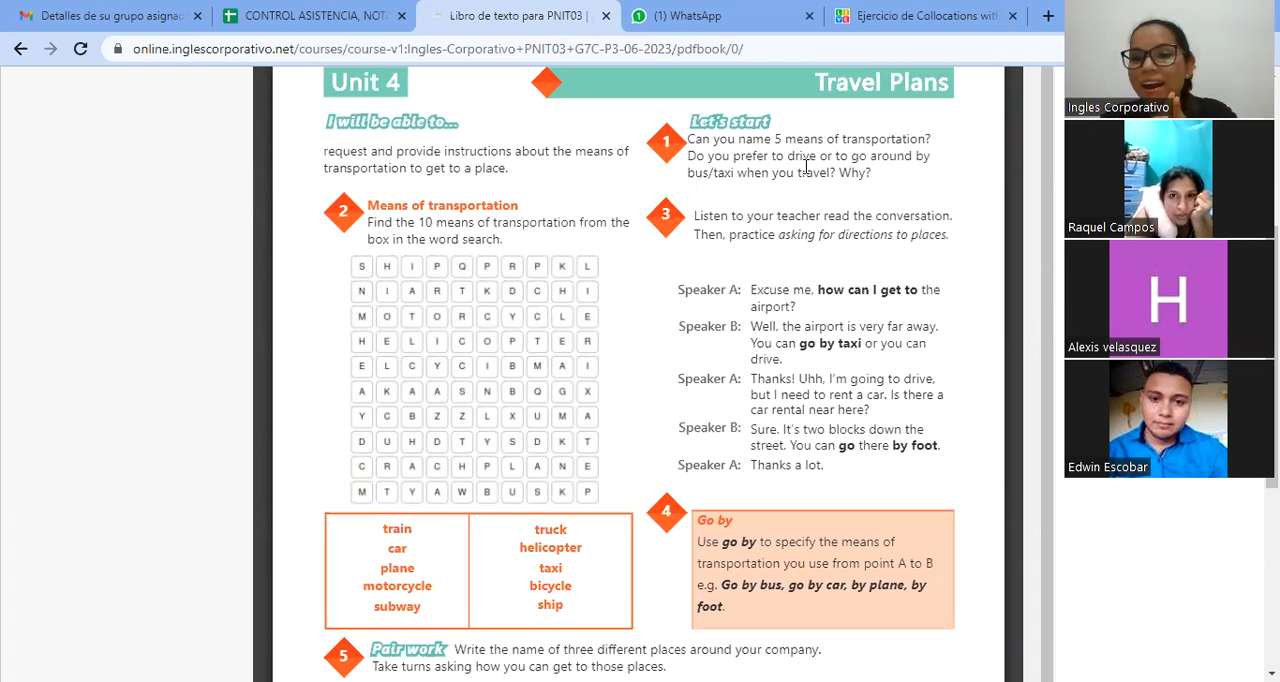 Detalles de su grupo asignad
CONTROL ASISTENCIA, NOTA
Libro de texto para PNIT03 |
(1) WhatsApp
Ejercicio de Collocations with
online.inglescorporativo.net/courses/course-v1:Ingles-Corporativo+PNIT03+G7C-P3-06-2023/pdfbook/0/
Unit 4
Travel Plans
I will be able to...
request and provide instructions about the means of
transportation to get to a place.
Let's start
1
Can you name 5 means of transportation?
Do you prefer to drive or to go around by
bus/taxi when you travel? Why?
2
Means of transportation
Find the 10 means of transportation from the
box in the word search.
S H I P Q P R P K L
N I A R T K D C H I
M O T O R C Y C L E
H E L I C O P T E R
A K A A S N B Q G X
Y C B Z Z L X U M A
C R A C H P L A N E
M T Y A W B U S K P
train
car
plane
motorcycle
subway
truck
helicopter
taxi
bicycle
ship
3
Listen to your teacher read the conversation.
Then, practice asking for directions to places.
Speaker A: Excuse me, how can I get to the
airport?
Speaker B: Well, the airport is very far away.
You can go by taxi or you can
drive.
Speaker A: Thanks! Uhh, I'm going to drive,
but I need to rent a car. Is there a
car rental near here?
Speaker B: Sure. It's two blocks down the
street. You can go there by foot.
Speaker A: Thanks a lot.
4
Go by
Use go by to specify the means of
transportation you use from point A to B
e.g. Go by bus, go by car, by plane, by
foot.
5
Pair work Write the name of three different places around your company.
Take turns asking how you can get to those places.
Ingles Corporativo
Raquel Campos
H
Alexis velasquez
Edwin Escobar